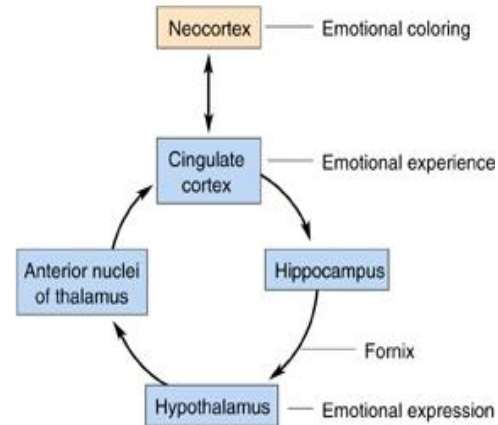 Neocortex
Emotional coloring
Cingulate
cortex
Emotional experience
Anterior nuclei
of thalamus
Hippocampus
Fornix
Hypothalamus
Emotional expression